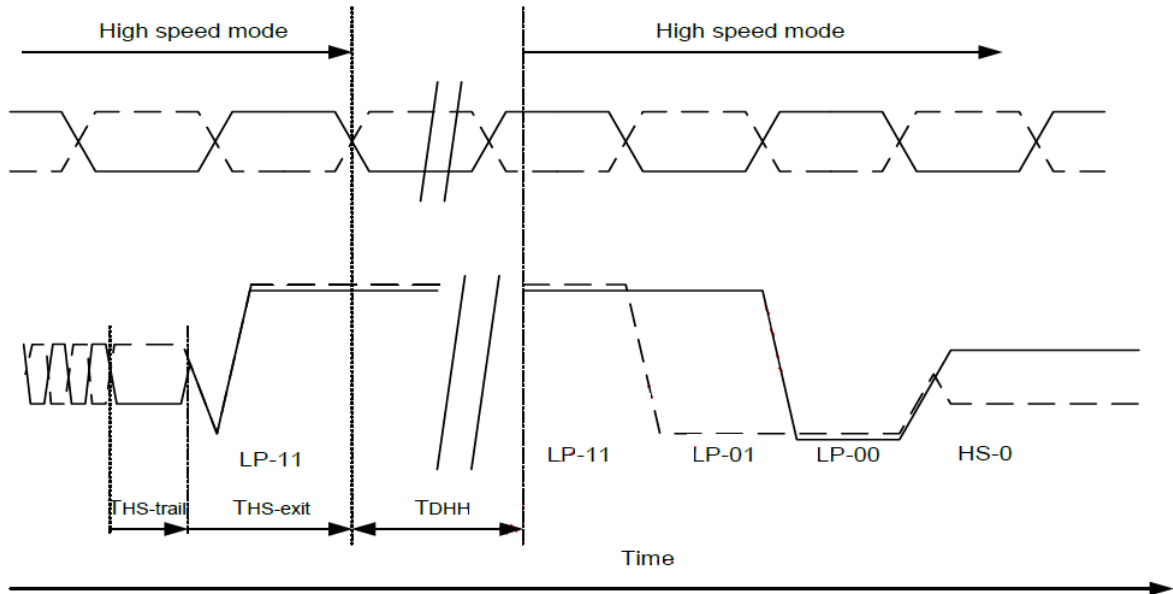 High speed mode
High speed mode
LP-11
LP-11
LP-01
LP-00
HS-0
THS-trail
THS-exit
TDHH
Time